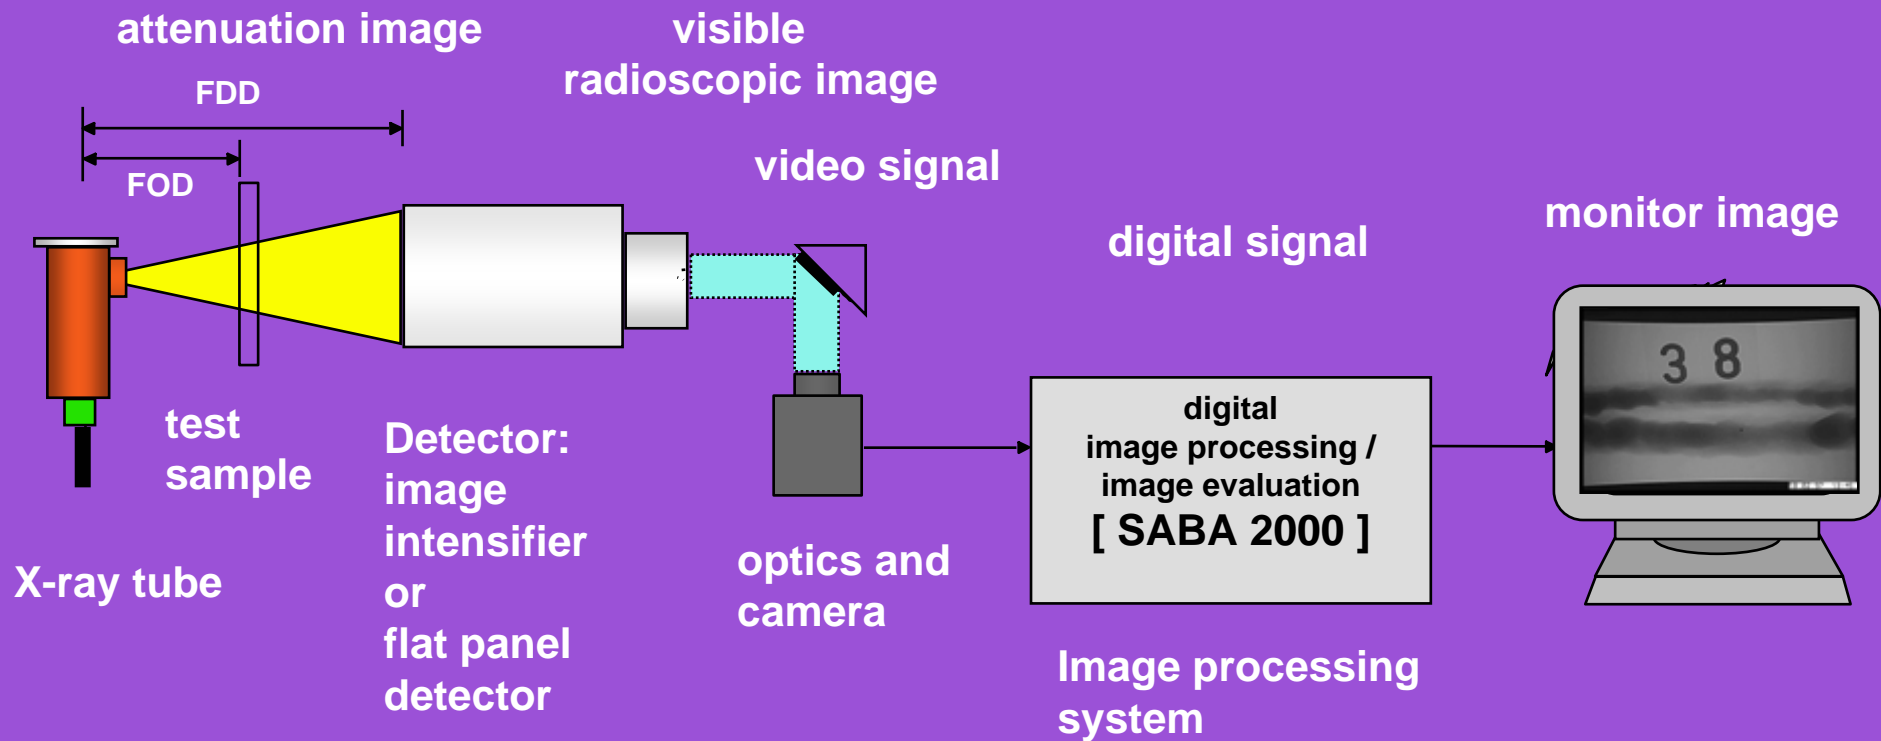 attenuation image
visible
radioscopic image
FDD
FOD
video signal
digital signal
monitor image
3 8
test
sample
X-ray tube
Detector:
image
intensifier
or
flat panel
detector
optics and
camera
digital
image processing /
image evaluation
[ SABA 2000 ]
Image processing
system